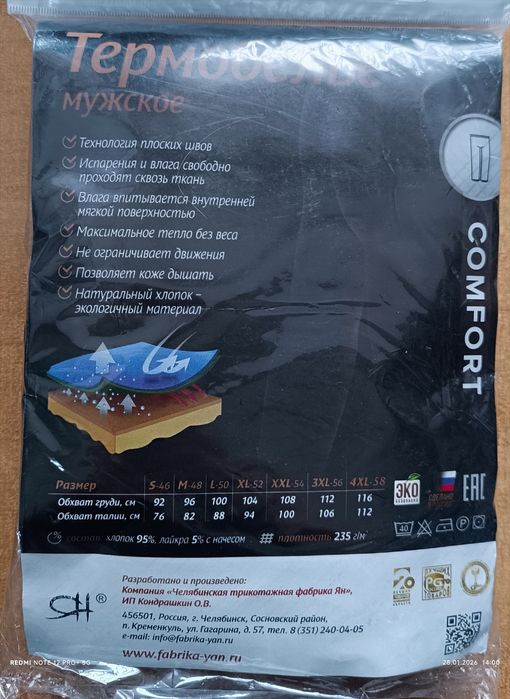 Термобелье
мужское
Технология плоских швов
Испарения и влага свободно
проходят сквозь ткань
Влага впитывается внутренней
мягкой поверхностью
Максимальное тепло без веса
Не ограничивает движения
Позволяет коже дышать
Натуральный хлопок –
экологичный материал
COMFORT
Размер S-46 M-48 L-50 XL-52 XXL-54 3XL-56 4XL-58
Обхват груди, см 92 96 100 104 108 112 116
Обхват талии, см 76 82 88 94 100 106 112
ЭКО
СДЕЛАНО
В РОССИИ
EAC
40
P
% состав: хлопок 95%, лайкра 5% с начесом плотность 235 г/м²
Разработано и произведено:
Компания «Челябинская трикотажная фабрика Ян»,
ИП Кондрашкин О.В.
456501, Россия, г. Челябинск, Сосновский район,
п. Кременкуль, ул. Гагарина, д. 57, тел. 8 (351) 240-04-05
e-mail: info@fabrika-yan.ru
www.fabrika-yan.ru
ЯН ®
20
REDMI NOTE 12 PRO+ 5G
28.01.2026 14:00